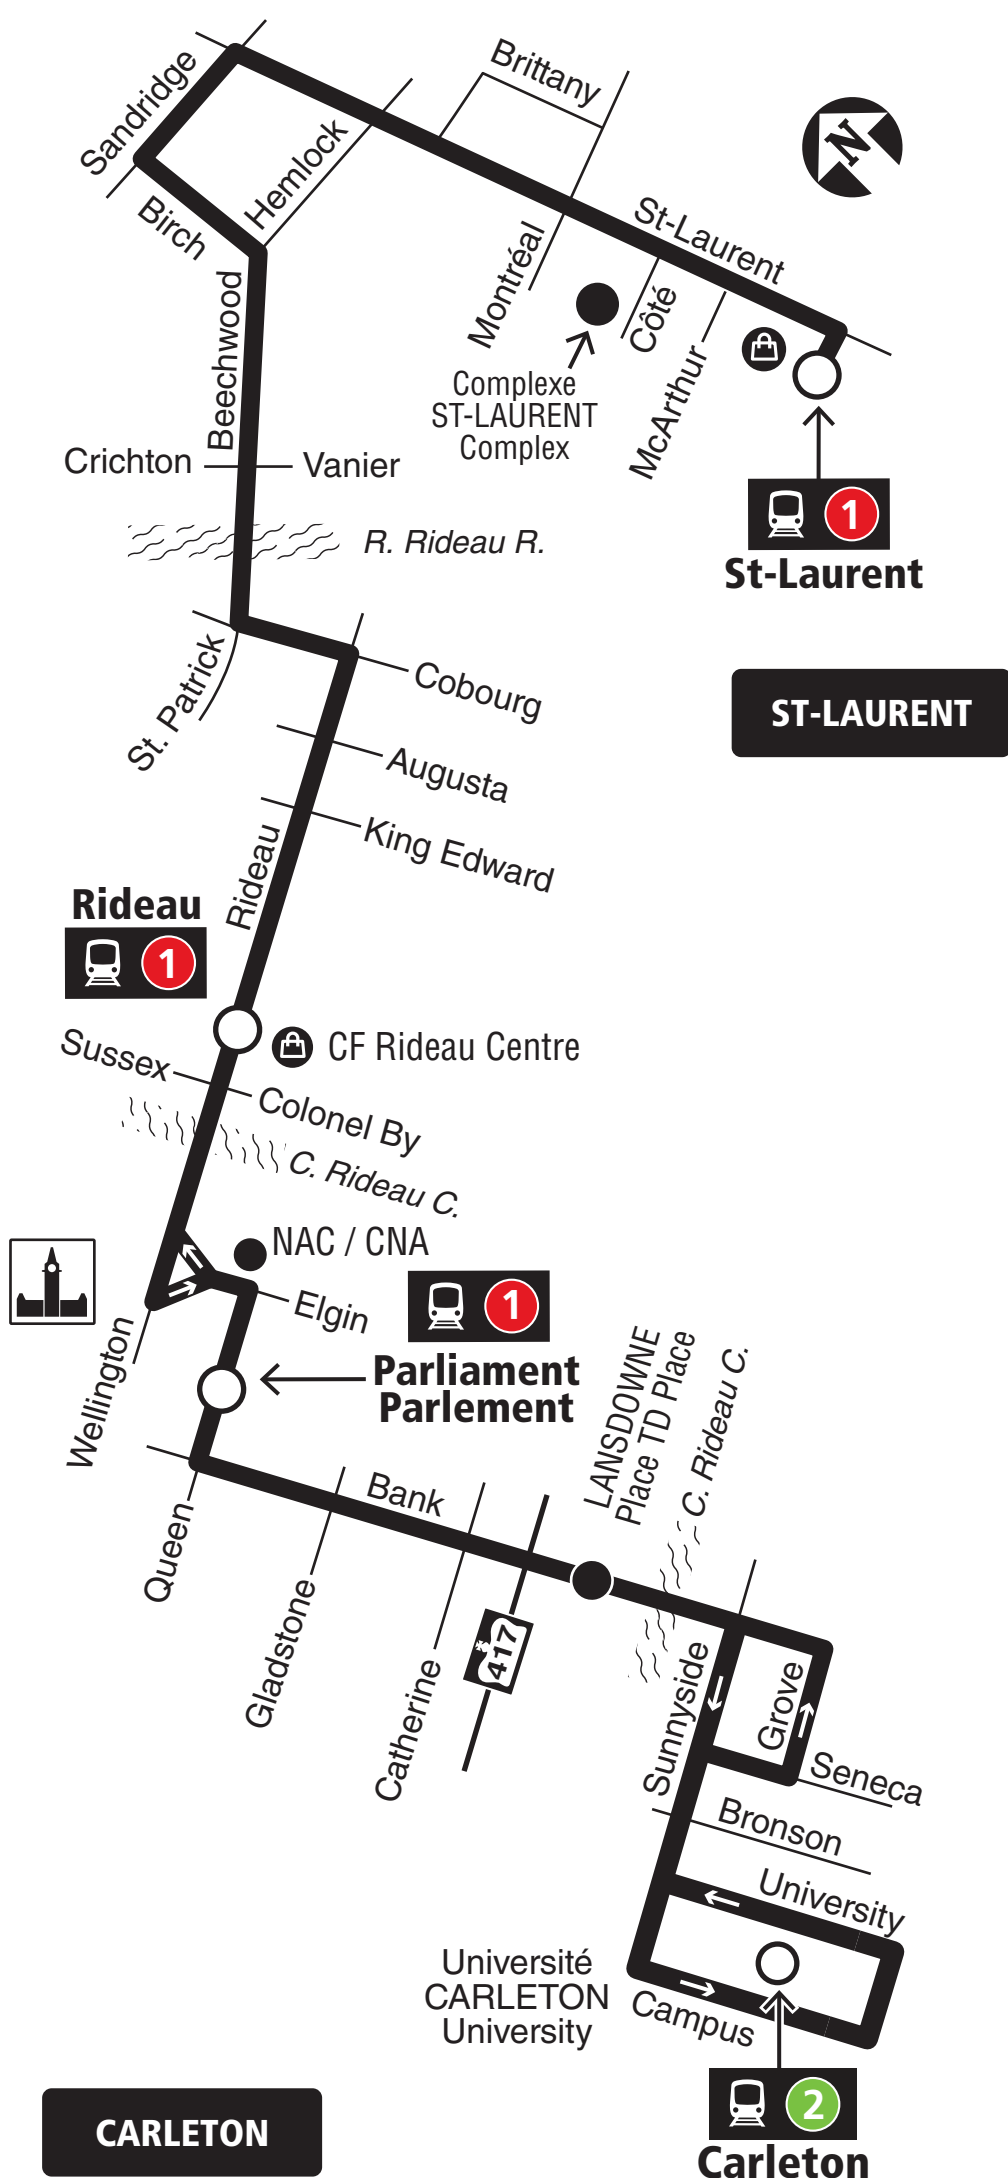 Sandridge
Brittany
N
Hemlock
Birch
St-Laurent
Montréal
Beechwood
Côté
McArthur
Complexe
ST-LAURENT
Complex
Crichton
Vanier
1
St-Laurent
R. Rideau R.
St. Patrick
Cobourg
ST-LAURENT
Augusta
King Edward
Rideau
Rideau
1
CF Rideau Centre
Sussex
Colonel By
C. Rideau C.
NAC / CNA
Elgin
1
Parliament
Parlement
Wellington
LANSDOWNE
Place TD Place
C. Rideau C.
Bank
Queen
Gladstone
Catherine
417
Sunnyside
Grove
Seneca
Bronson
University
Université
CARLETON
University
Campus
2
Carleton
CARLETON